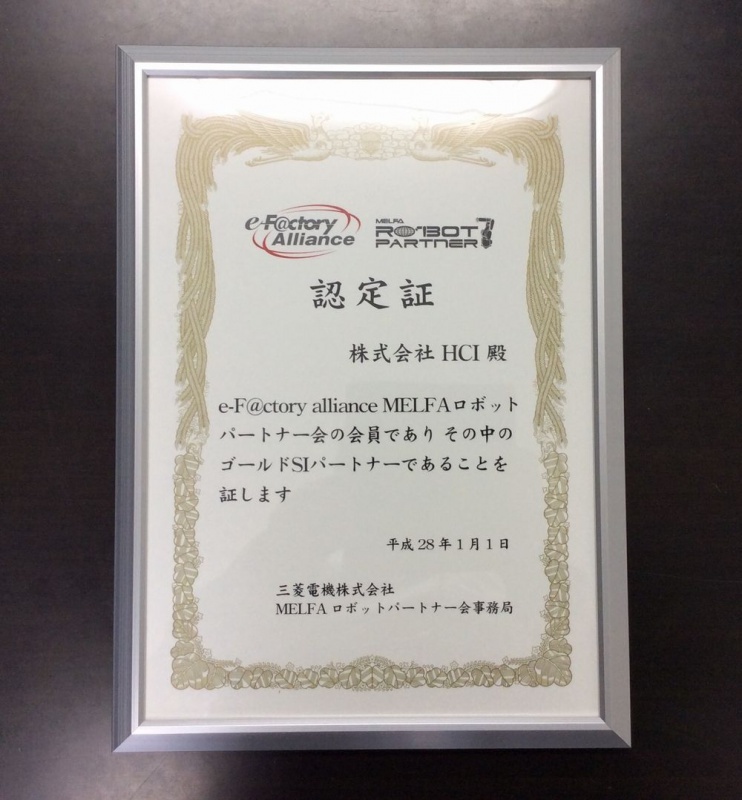 e-F@ctory
Alliance
MELFA
ROBOT
PARTNER
認定証
株式会社 HCI 殿
e-F@ctory alliance MELFAロボット
パートナー会の会員であり その中の
ゴールドSIパートナーであることを
証します
平成 28 年 1 月 1 日
三菱電機株式会社
MELFA ロボットパートナー会事務局